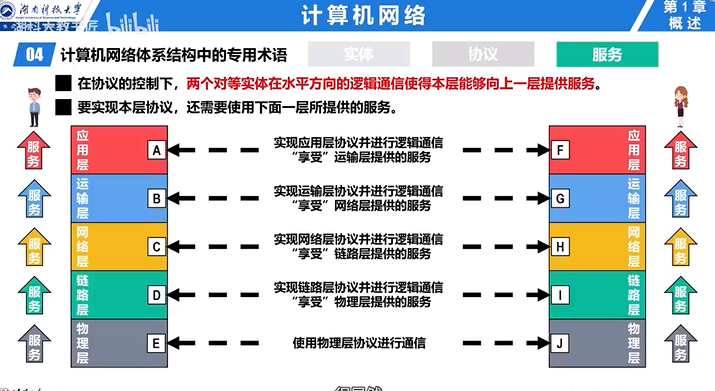 湖南科技大学
bilibili
计算机网络
第1章
概述
04 计算机网络体系结构中的专用术语
实体
协议
服务
在协议的控制下，两个对等实体在水平方向的逻辑通信使得本层能够向上一层提供服务。
要实现本层协议，还需要使用下面一层所提供的服务。
服务
应用层
A
实现应用层协议并进行逻辑通信
“享受”运输层提供的服务
F
应用层
服务
服务
运输层
B
实现运输层协议并进行逻辑通信
“享受”网络层提供的服务
G
运输层
服务
服务
网络层
C
实现网络层协议并进行逻辑通信
“享受”链路层提供的服务
H
网络层
服务
服务
链路层
D
实现链路层协议并进行逻辑通信
“享受”物理层提供的服务
I
链路层
服务
服务
物理层
E
使用物理层协议进行通信
J
物理层
服务